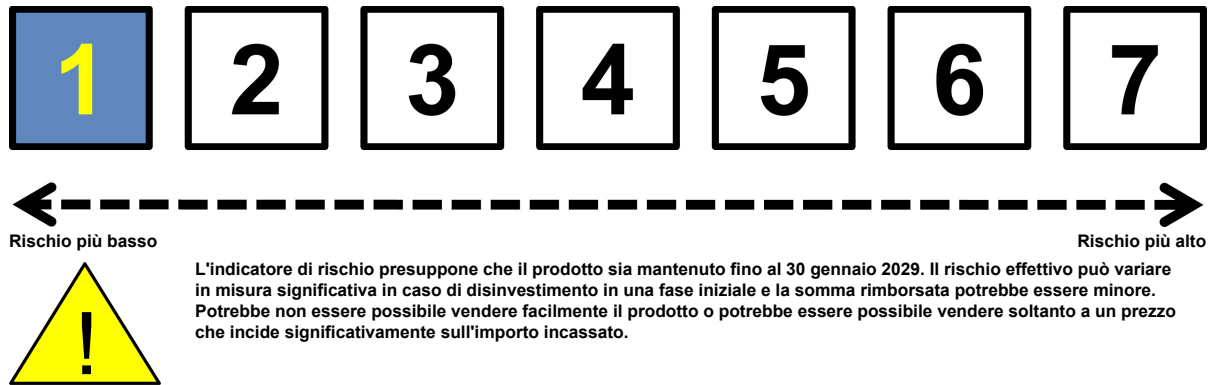 1 2 3 4 5 6 7
Rischio più basso Rischio più alto
L'indicatore di rischio presuppone che il prodotto sia mantenuto fino al 30 gennaio 2029. Il rischio effettivo può variare
in misura significativa in caso di disinvestimento in una fase iniziale e la somma rimborsata potrebbe essere minore.
Potrebbe non essere possibile vendere facilmente il prodotto o potrebbe essere possibile vendere soltanto a un prezzo
che incide significativamente sull'importo incassato.
!